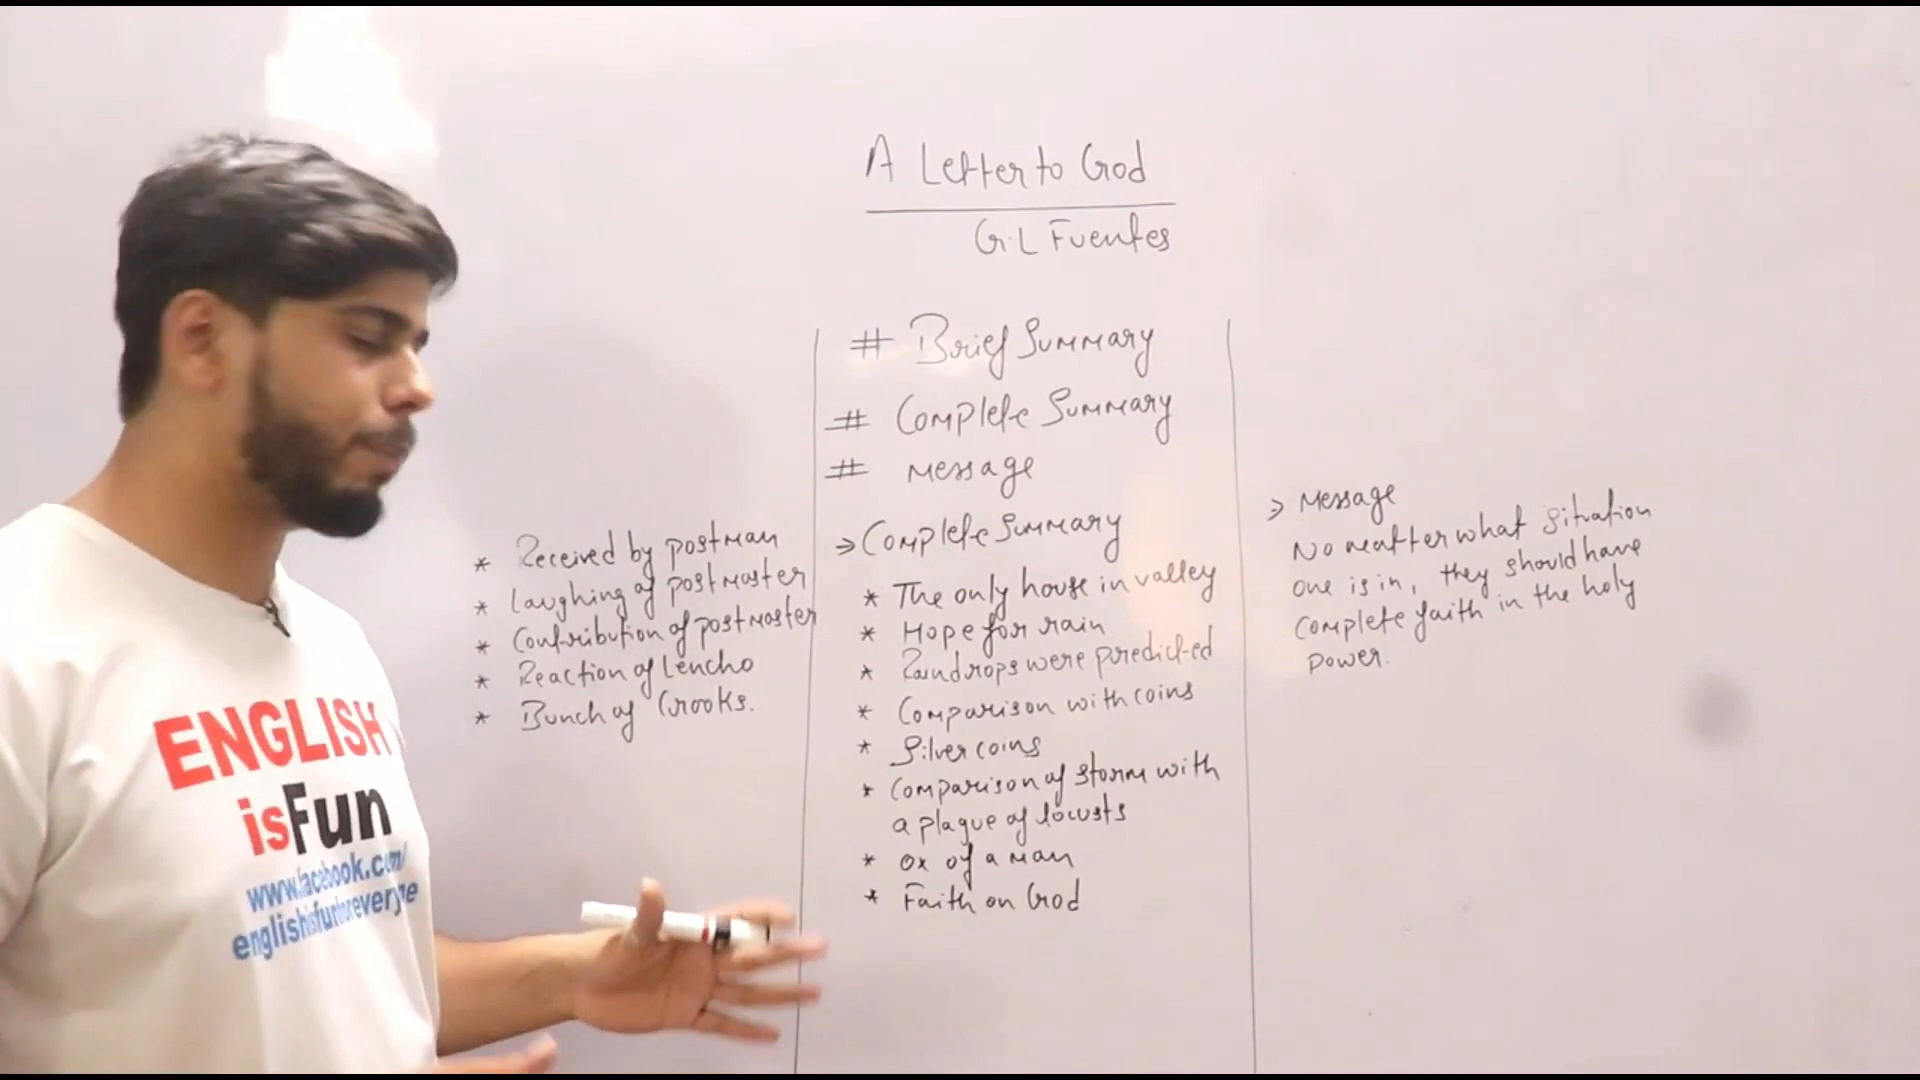 A Letter to God
G.L Fuentes
# Brief Summary
# Complete Summary
# Message
⇒ Complete Summary
* The only house in valley
* Hope for rain
* Raindrops were predicted
* Comparison with coins
* Silver coins
* Comparison of storm with
a plague of locusts
* Ox of a man
* Faith on God
* Received by postman
* Laughing of postmaster
* Contribution of postmaster
* Reaction of Lencho
* Bunch of Crooks.
⇒ Message
No matter what situation
one is in, they should have
complete faith in the holy
power.
ENGLISH
isFun
www.facebook.com/
englishisfunforeveryone